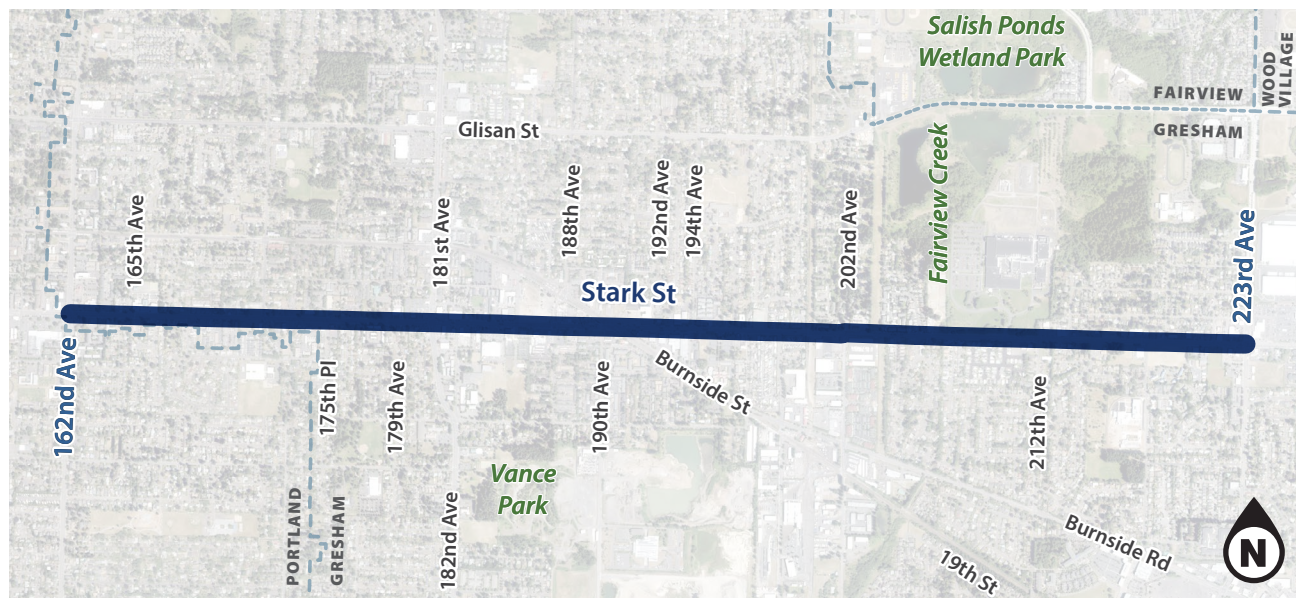 Salish Ponds
Wetland Park
WOOD
VILLAGE
FAIRVIEW
GRESHAM
Glisan St
Fairview Creek
165th Ave
181st Ave
188th Ave
192nd Ave
194th Ave
202nd Ave
223rd Ave
Stark St
162nd Ave
175th Pl
179th Ave
190th Ave
Burnside St
212th Ave
Vance
Park
182nd Ave
PORTLAND
GRESHAM
Burnside Rd
19th St
N